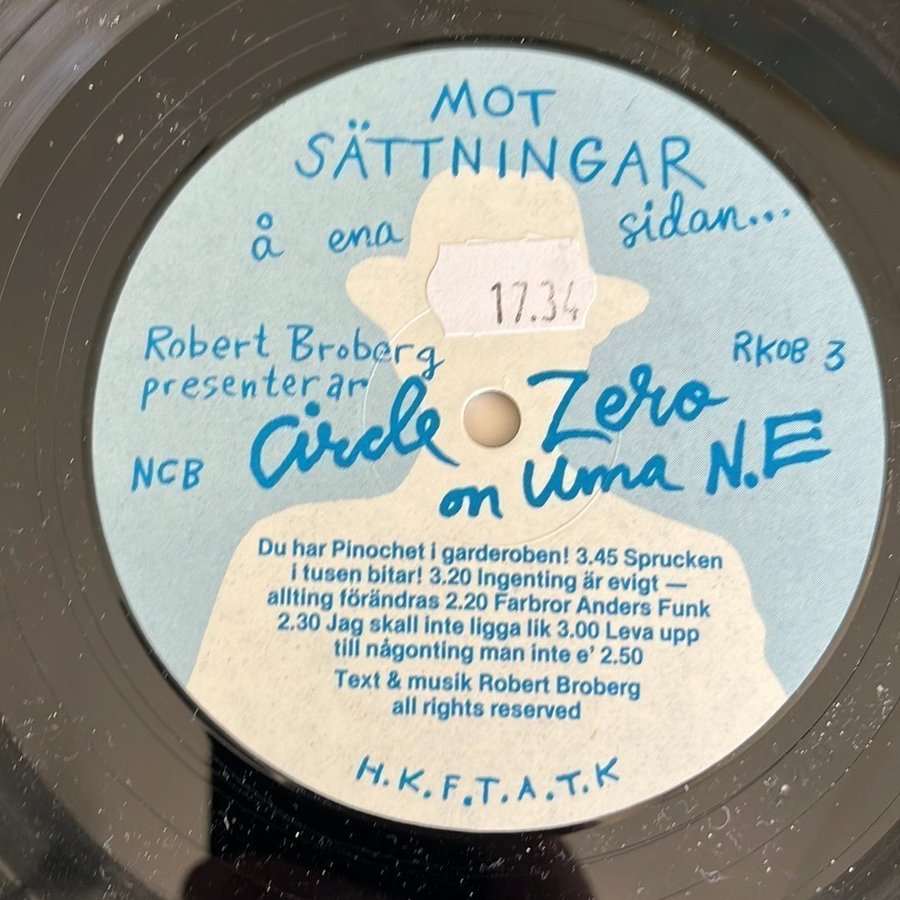 MOT
SÄTTNINGAR
å ena sidan...
17.34
Robert Broberg
presenterar
RKOB 3
Circle Zero
NCB
on Uma N.E
Du har Pinochet i garderoben! 3.45 Sprucken
i tusen bitar! 3.20 Ingenting är evigt —
allting förändras 2.20 Farbror Anders Funk
2.30 Jag skall inte ligga lik 3.00 Leva upp
till någonting man inte e' 2.50
Text & musik Robert Broberg
all rights reserved
H.K.F.T.A.T.K